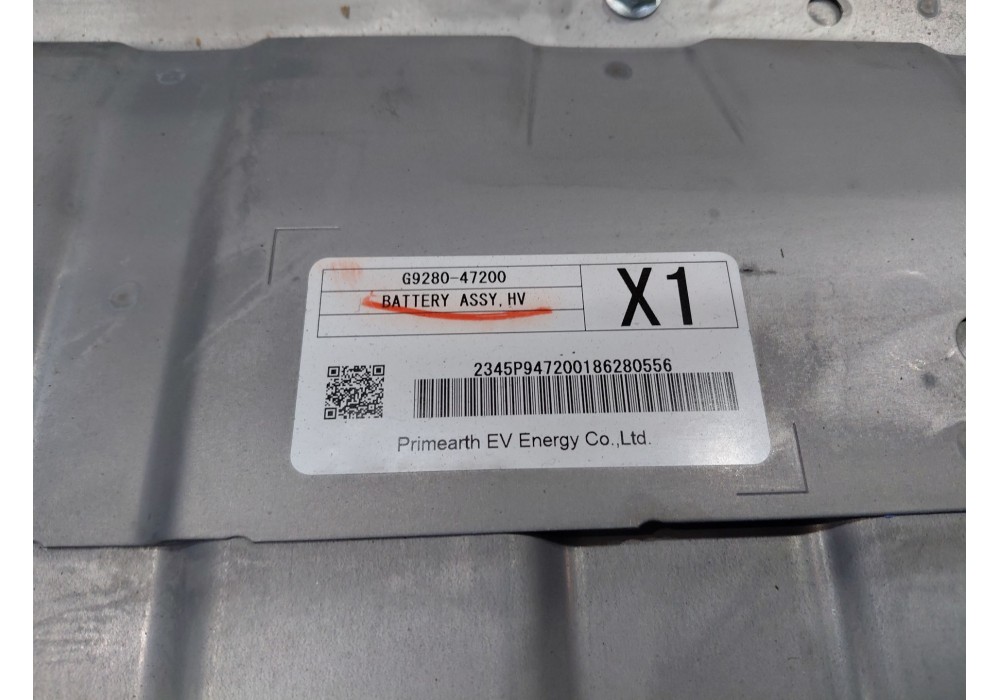 G9280-47200
BATTERY ASSY,HV
X1
2345P947200186280556
Primearth EV Energy Co.,Ltd.